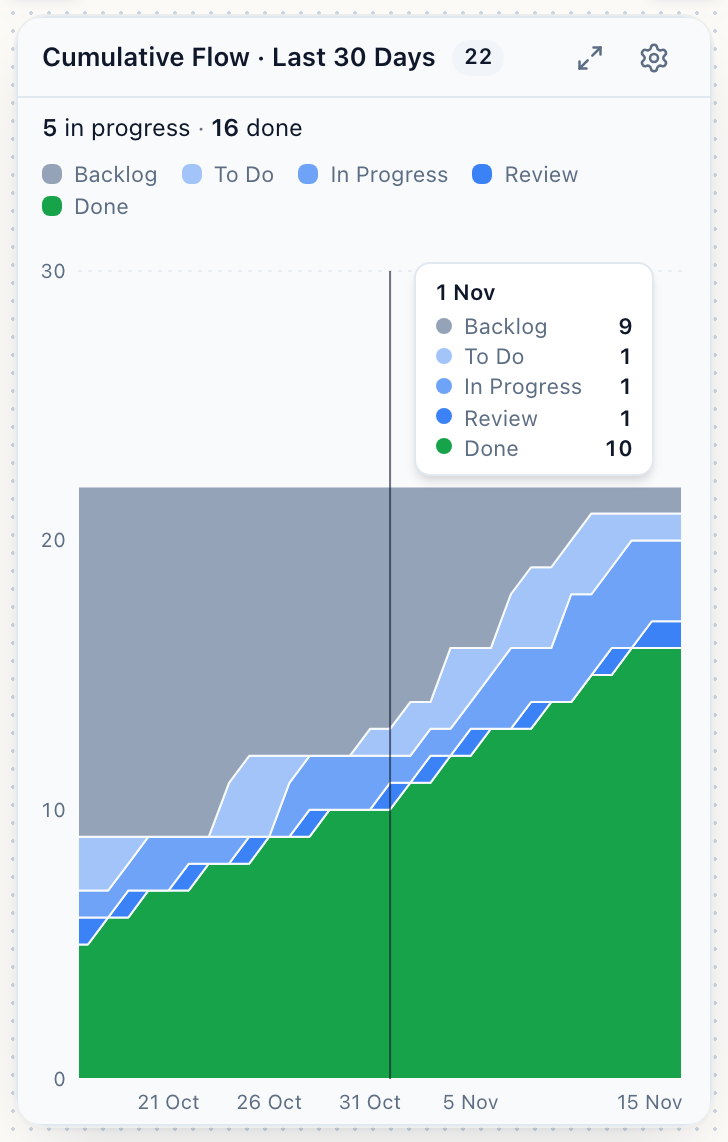 Cumulative Flow · Last 30 Days 22
5 in progress · 16 done
Backlog To Do In Progress Review
Done
30
1 Nov
Backlog 9
To Do 1
In Progress 1
Review 1
Done 10
20
10
0
21 Oct 26 Oct 31 Oct 5 Nov 15 Nov